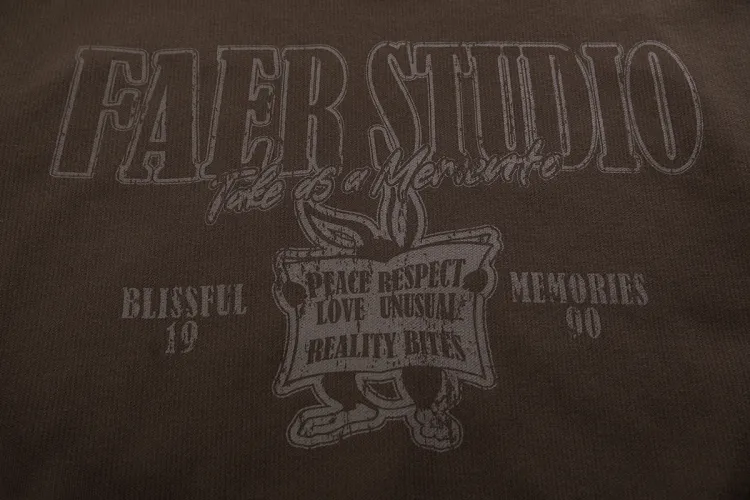 FAER STUDIO
Take as a Memento
BLISSFUL
19
PEACE RESPECT
LOVE UNUSUAL
REALITY BITES
MEMORIES
90